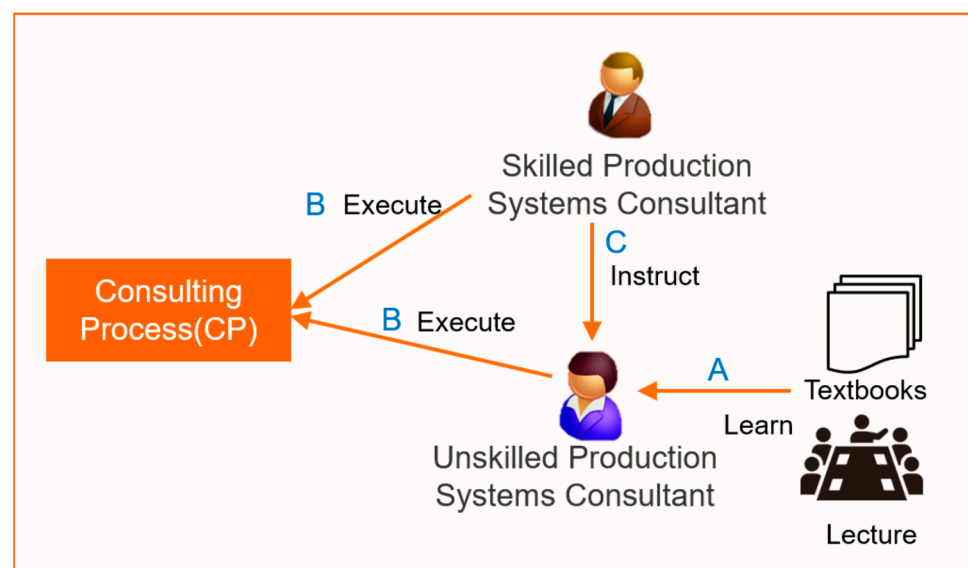 Skilled Production
Systems Consultant
B Execute
C
Instruct
Consulting
Process(CP)
B Execute
A
Learn
Textbooks
Unskilled Production
Systems Consultant
Lecture